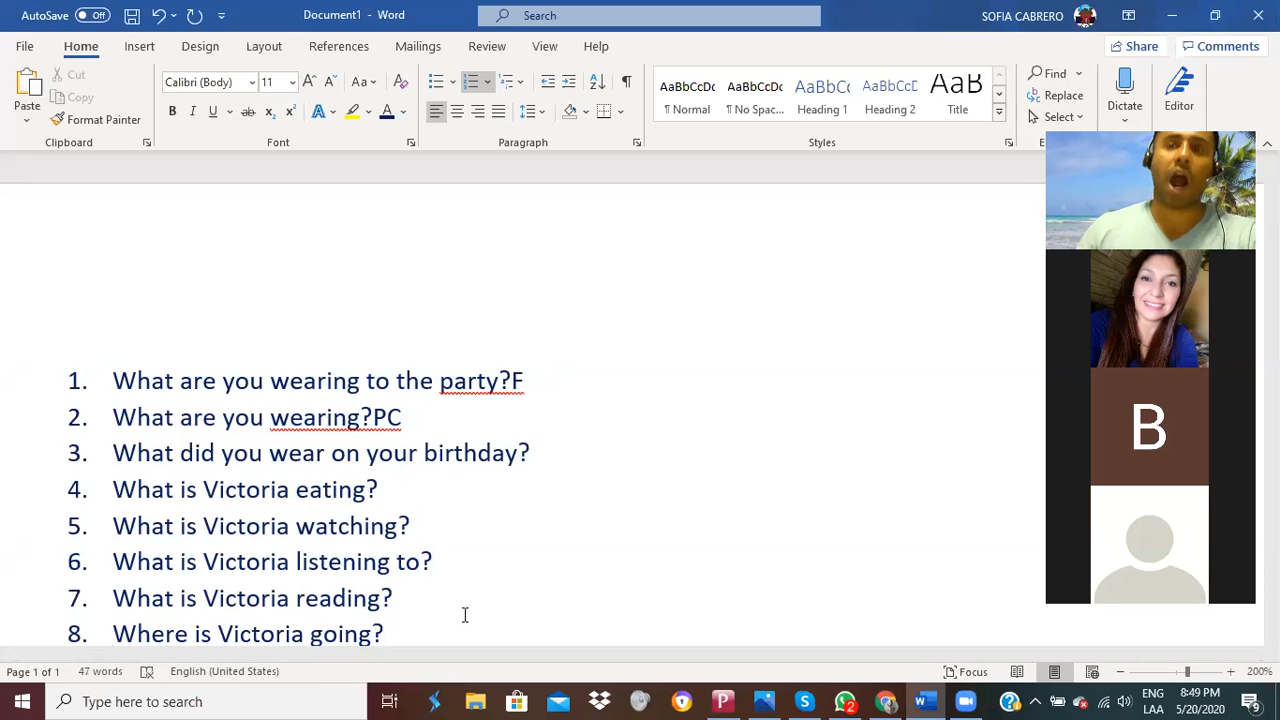 AutoSave Off Document1 - Word Search SOFIA CABRERO
File Home Insert Design Layout References Mailings Review View Help Share Comments
Paste Cut Copy Format Painter
Calibri (Body) 11
AaBbCcDc AaBbCcDc AaBbCc AaBbCcE AaB
¶ Normal ¶ No Spac... Heading 1 Heading 2 Title
Find Replace Select
Dictate Editor
Clipboard Font Paragraph Styles
1. What are you wearing to the party?F
2. What are you wearing?PC
3. What did you wear on your birthday?
4. What is Victoria eating?
5. What is Victoria watching?
6. What is Victoria listening to?
7. What is Victoria reading?
8. Where is Victoria going?
B
Page 1 of 1 47 words English (United States) Focus 200%
Type here to search
ENG 8:49 PM
LAA 5/20/2020